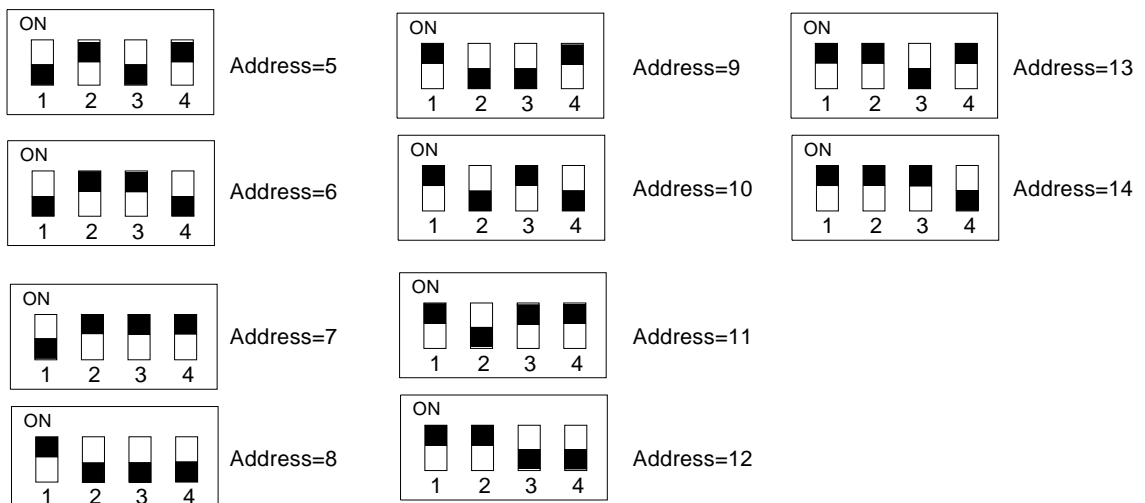 ON
1 2 3 4
Address=5
ON
1 2 3 4
Address=6
ON
1 2 3 4
Address=7
ON
1 2 3 4
Address=8
ON
1 2 3 4
Address=9
ON
1 2 3 4
Address=10
ON
1 2 3 4
Address=11
ON
1 2 3 4
Address=12
ON
1 2 3 4
Address=13
ON
1 2 3 4
Address=14